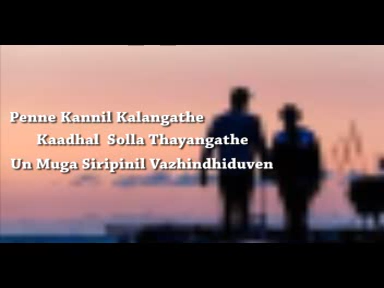 Penne Kannil Kalangathe
Kaadhal Solla Thayangathe
Un Muga Siripinil Vazhindhiduven